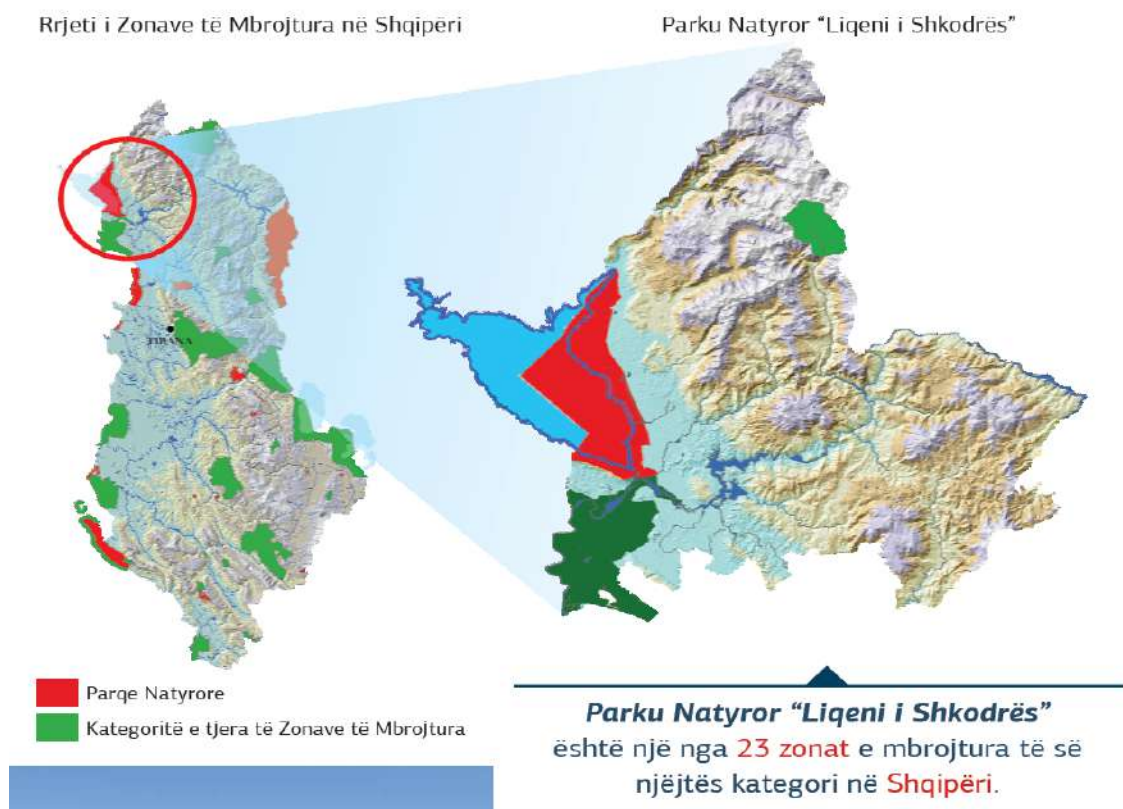 Rrjeti i Zonave të Mbrojtura në Shqipëri
Parku Natyror “Liqeni i Shkodrës”
TIRANA
Parqe Natyrore
Kategoritë e tjera të Zonave të Mbrojtura
Parku Natyror “Liqeni i Shkodrës”
është një nga 23 zonat e mbrojtura të së
njëjtës kategori në Shqipëri.